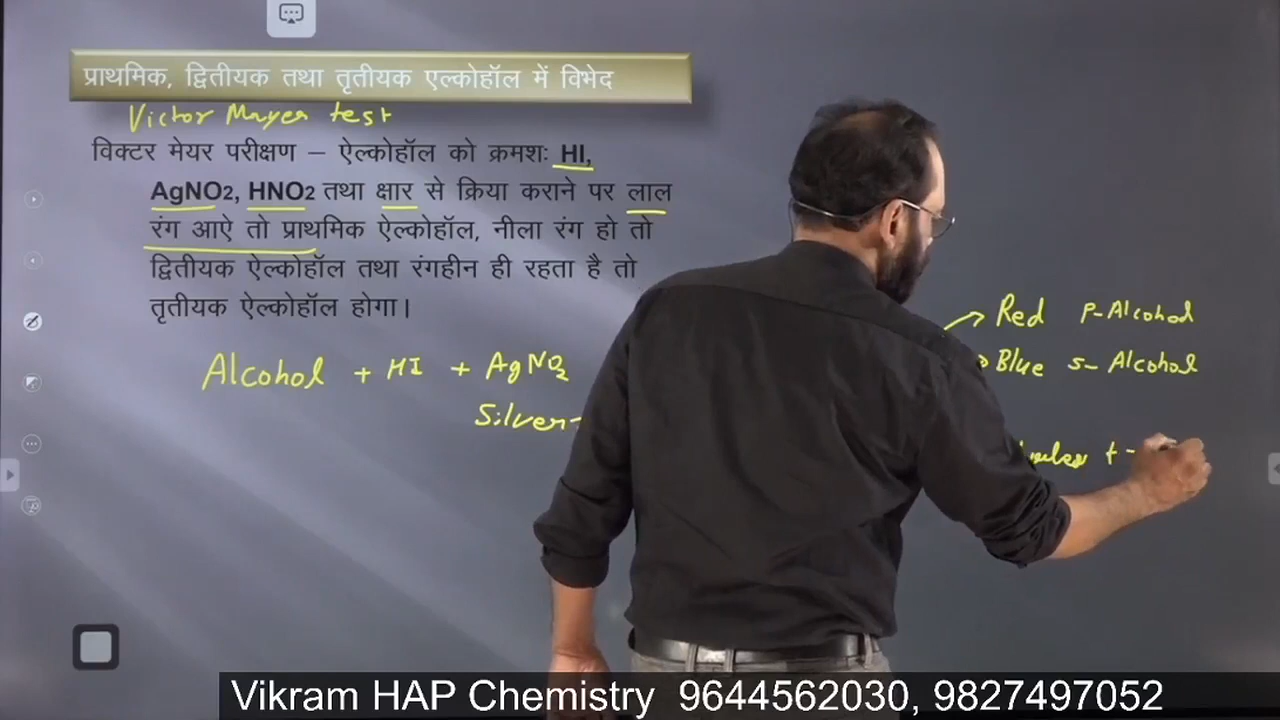 प्राथमिक, द्वितीयक तथा तृतीयक एल्कोहॉल में विभेद
Victor Mayer test
विक्टर मेयर परीक्षण – ऐल्कोहॉल को क्रमशः HI,
AgNO2, HNO2 तथा क्षार से क्रिया कराने पर लाल
रंग आऐ तो प्राथमिक ऐल्कोहॉल, नीला रंग हो तो
द्वितीयक ऐल्कोहॉल तथा रंगहीन ही रहता है तो
तृतीयक ऐल्कोहॉल होगा।
Alcohol + HI + AgNO2
Silver
Red p-Alcohol
Blue s-Alcohol
t-
Vikram HAP Chemistry 9644562030, 9827497052